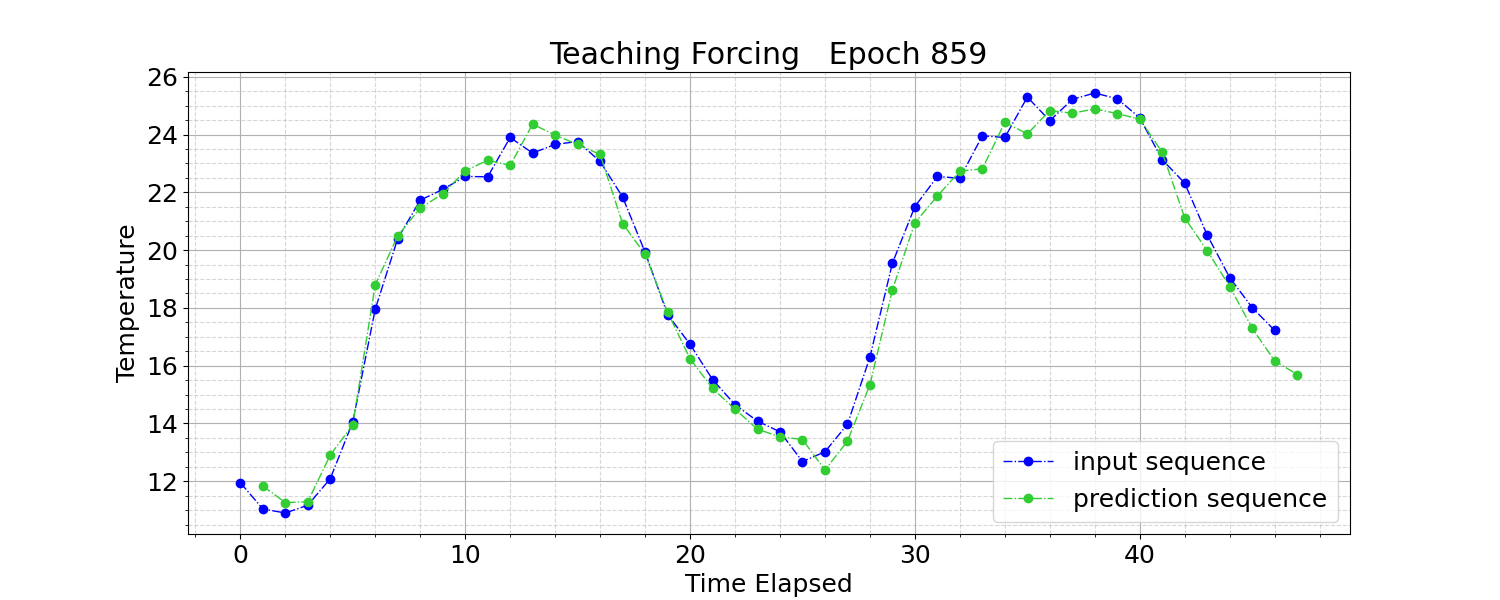 Teaching Forcing   Epoch 859
26
24
22
20
18
16
14
12
Temperature
0 10 20 30 40
Time Elapsed
input sequence
prediction sequence